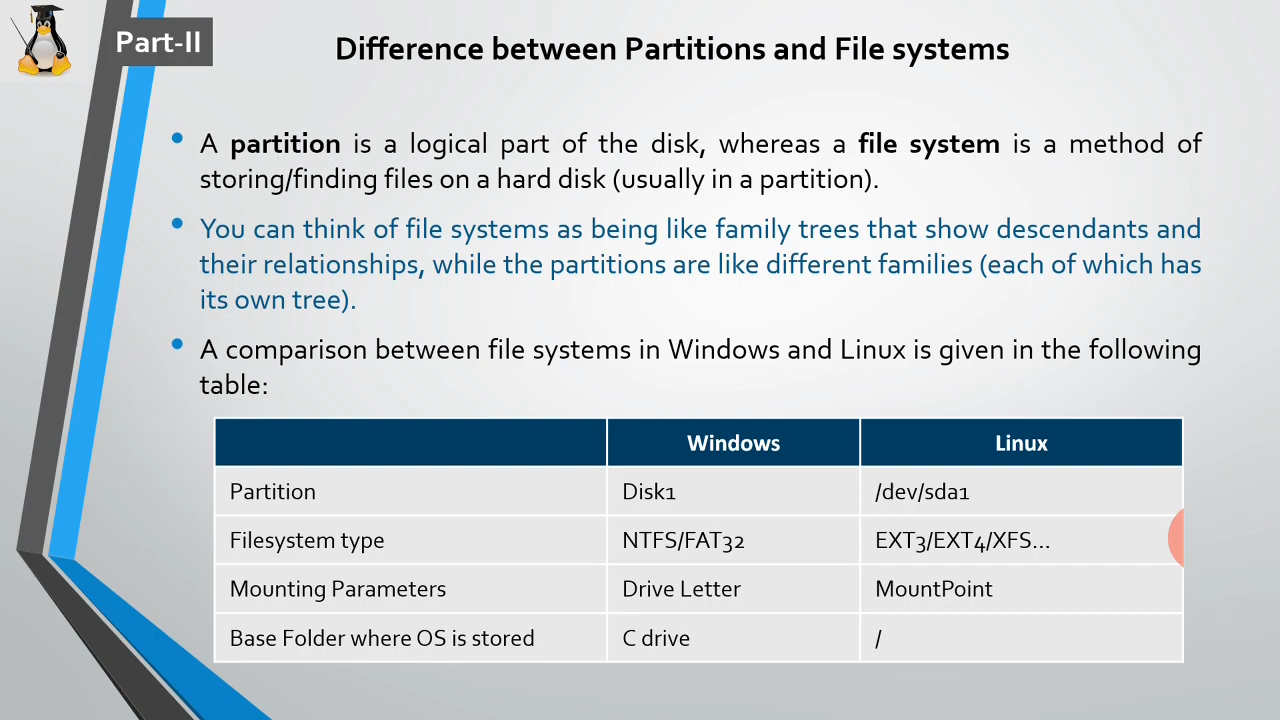 Part-II
Difference between Partitions and File systems
• A partition is a logical part of the disk, whereas a file system is a method of
storing/finding files on a hard disk (usually in a partition).
• You can think of file systems as being like family trees that show descendants and
their relationships, while the partitions are like different families (each of which has
its own tree).
• A comparison between file systems in Windows and Linux is given in the following
table:
Windows Linux
Partition Disk1 /dev/sda1
Filesystem type NTFS/FAT32 EXT3/EXT4/XFS...
Mounting Parameters Drive Letter MountPoint
Base Folder where OS is stored C drive /